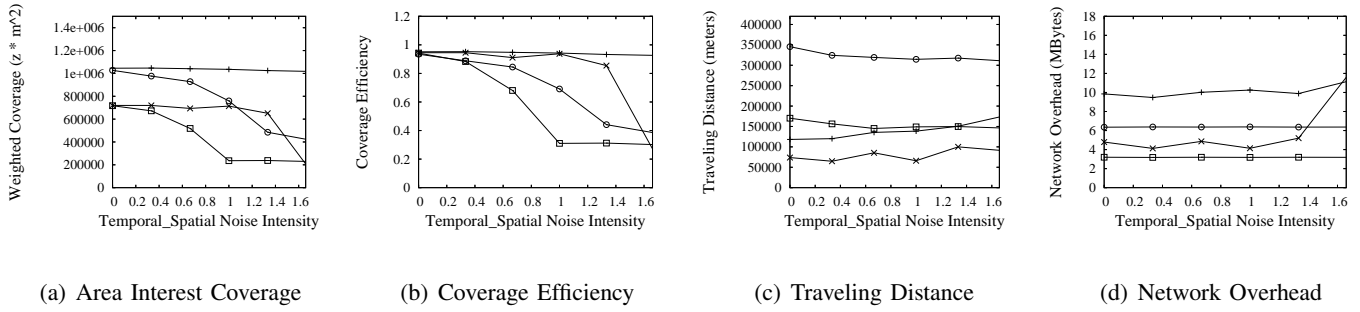 Weighted Coverage (z * m^2)
1.4e+006
1.2e+006
1e+006
800000
600000
400000
200000
0
0 0.2 0.4 0.6 0.8 1 1.2 1.4 1.6
Temporal_Spatial Noise Intensity
(a) Area Interest Coverage
Coverage Efficiency
1.2
1
0.8
0.6
0.4
0.2
0
0 0.2 0.4 0.6 0.8 1 1.2 1.4 1.6
Temporal_Spatial Noise Intensity
(b) Coverage Efficiency
Traveling Distance (meters)
400000
350000
300000
250000
200000
150000
100000
50000
0
0 0.2 0.4 0.6 0.8 1 1.2 1.4 1.6
Temporal_Spatial Noise Intensity
(c) Traveling Distance
Network Overhead (MBytes)
18
16
14
12
10
8
6
4
2
0
0 0.2 0.4 0.6 0.8 1 1.2 1.4 1.6
Temporal_Spatial Noise Intensity
(d) Network Overhead